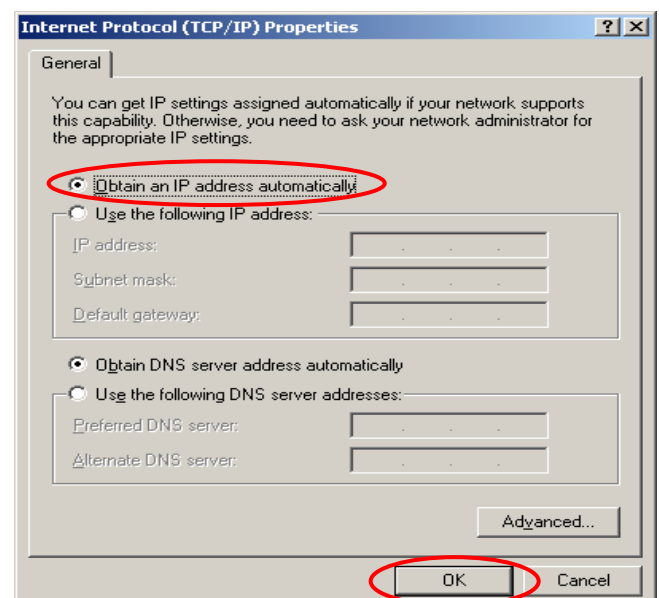 Internet Protocol (TCP/IP) Properties
General
You can get IP settings assigned automatically if your network supports
this capability. Otherwise, you need to ask your network administrator for
the appropriate IP settings.
Obtain an IP address automatically
Use the following IP address:
IP address:
Subnet mask:
Default gateway:
Obtain DNS server address automatically
Use the following DNS server addresses:
Preferred DNS server:
Alternate DNS server:
Advanced...
OK Cancel